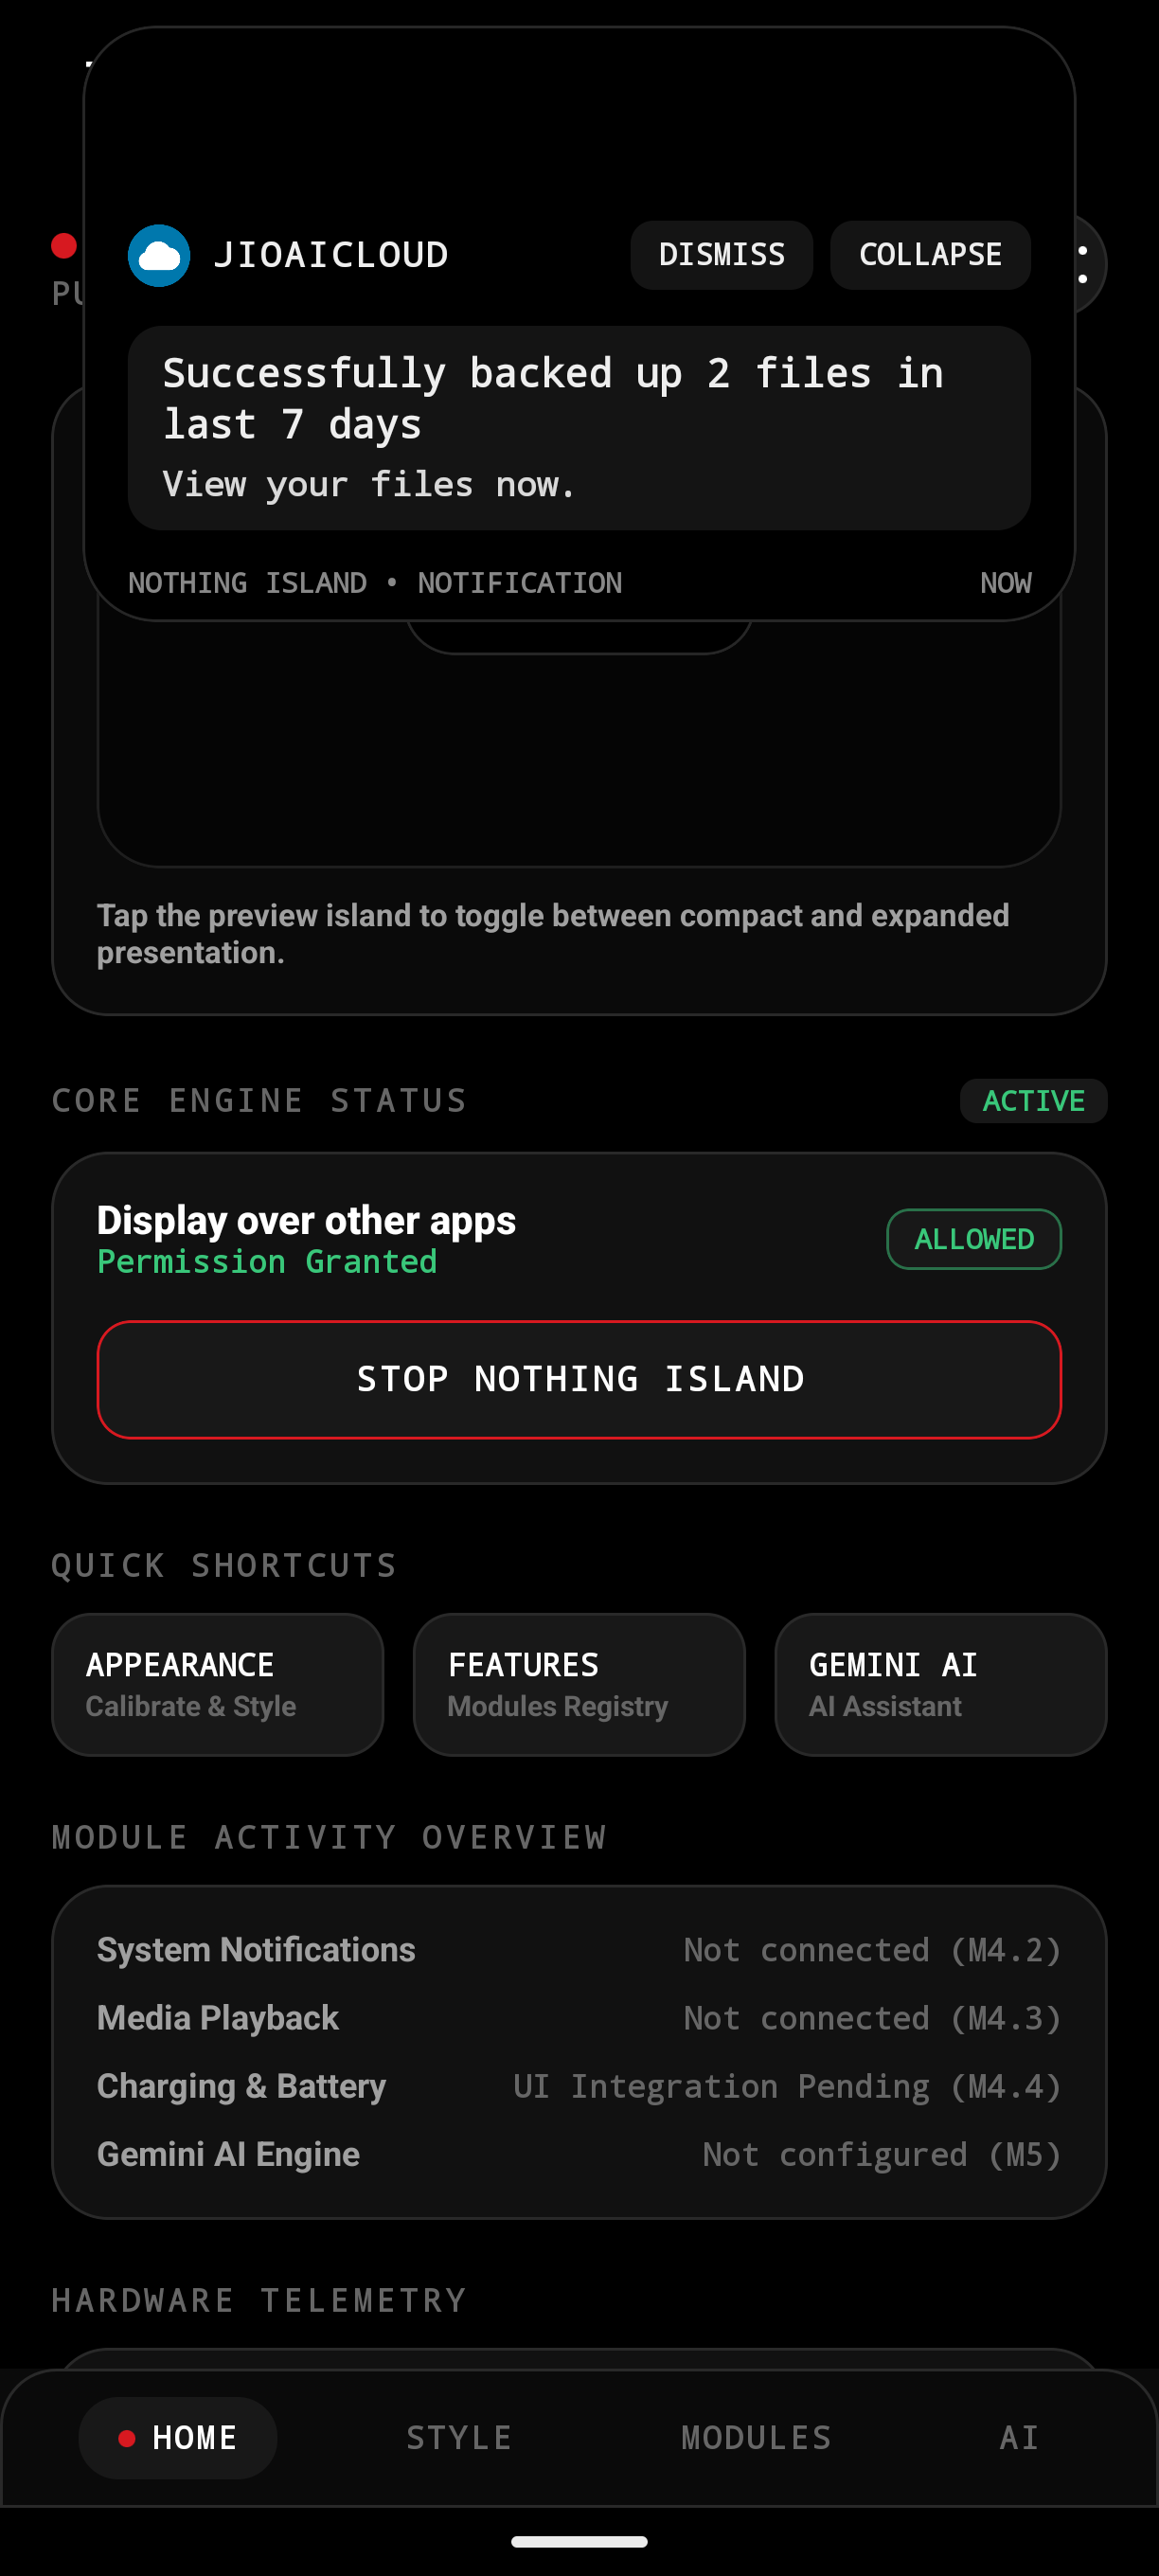 JIOAICLOUD
DISMISS
COLLAPSE
Successfully backed up 2 files in
last 7 days
View your files now.
NOTHING ISLAND • NOTIFICATION
NOW
Tap the preview island to toggle between compact and expanded
presentation.
CORE ENGINE STATUS
ACTIVE
Display over other apps
Permission Granted
ALLOWED
STOP NOTHING ISLAND
QUICK SHORTCUTS
APPEARANCE
Calibrate & Style
FEATURES
Modules Registry
GEMINI AI
AI Assistant
MODULE ACTIVITY OVERVIEW
System Notifications
Not connected (M4.2)
Media Playback
Not connected (M4.3)
Charging & Battery
UI Integration Pending (M4.4)
Gemini AI Engine
Not configured (M5)
HARDWARE TELEMETRY
HOME
STYLE
MODULES
AI